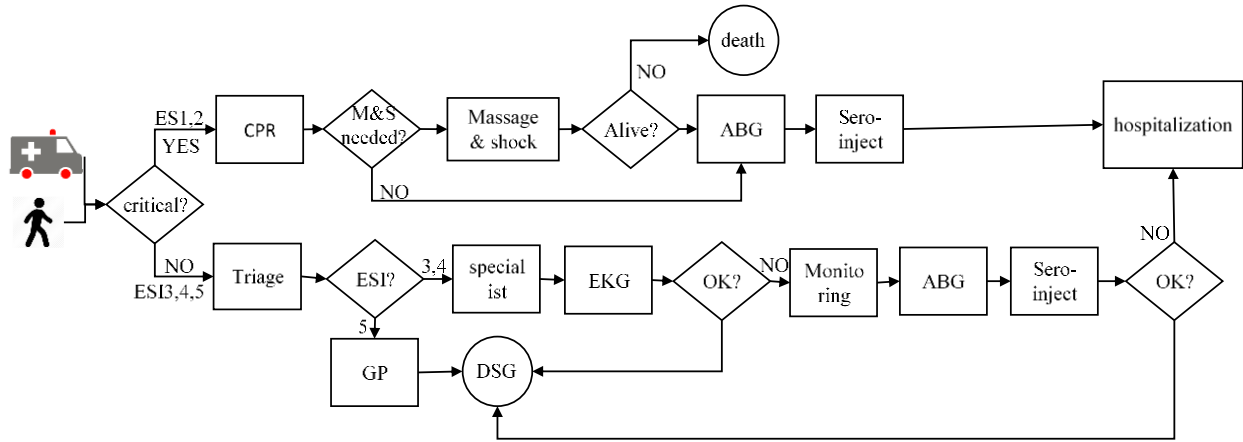 death
NO
ES1,2
YES
CPR
M&S
needed?
Massage
& shock
Alive?
ABG
Sero-
inject
hospitalization
NO
critical?
NO
ESI3,4,5
Triage
ESI?
3,4
special
ist
EKG
OK?
NO
Monito
ring
ABG
Sero-
inject
OK?
NO
5
GP
DSG